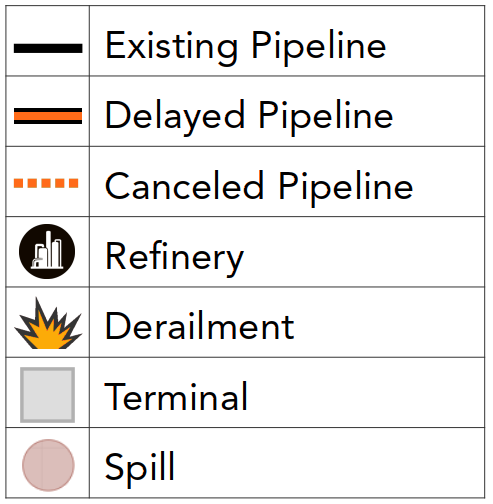 Existing Pipeline
Delayed Pipeline
Canceled Pipeline
Refinery
Derailment
Terminal
Spill